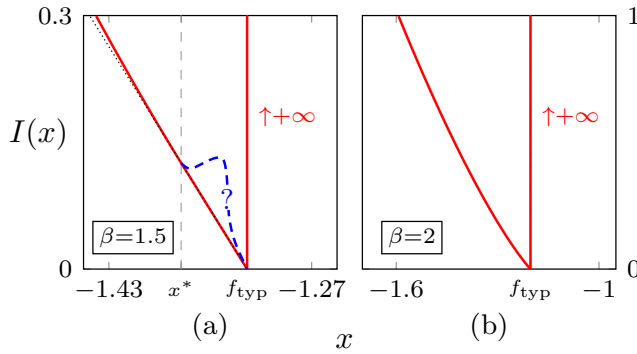 0.3
1
I(x)
↑+∞
↑+∞
?
β=1.5
β=2
0
0
−1.43
x*
f_typ
−1.27
−1.6
f_typ
−1
(a)
x
(b)